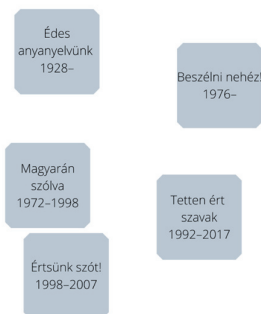 Édes
anyanyelvünk
1928–
Beszélni nehéz!
1976–
Magyarán
szólva
1972–1998
Tetten ért
szavak
1992–2017
Értsünk szót!
1998–2007